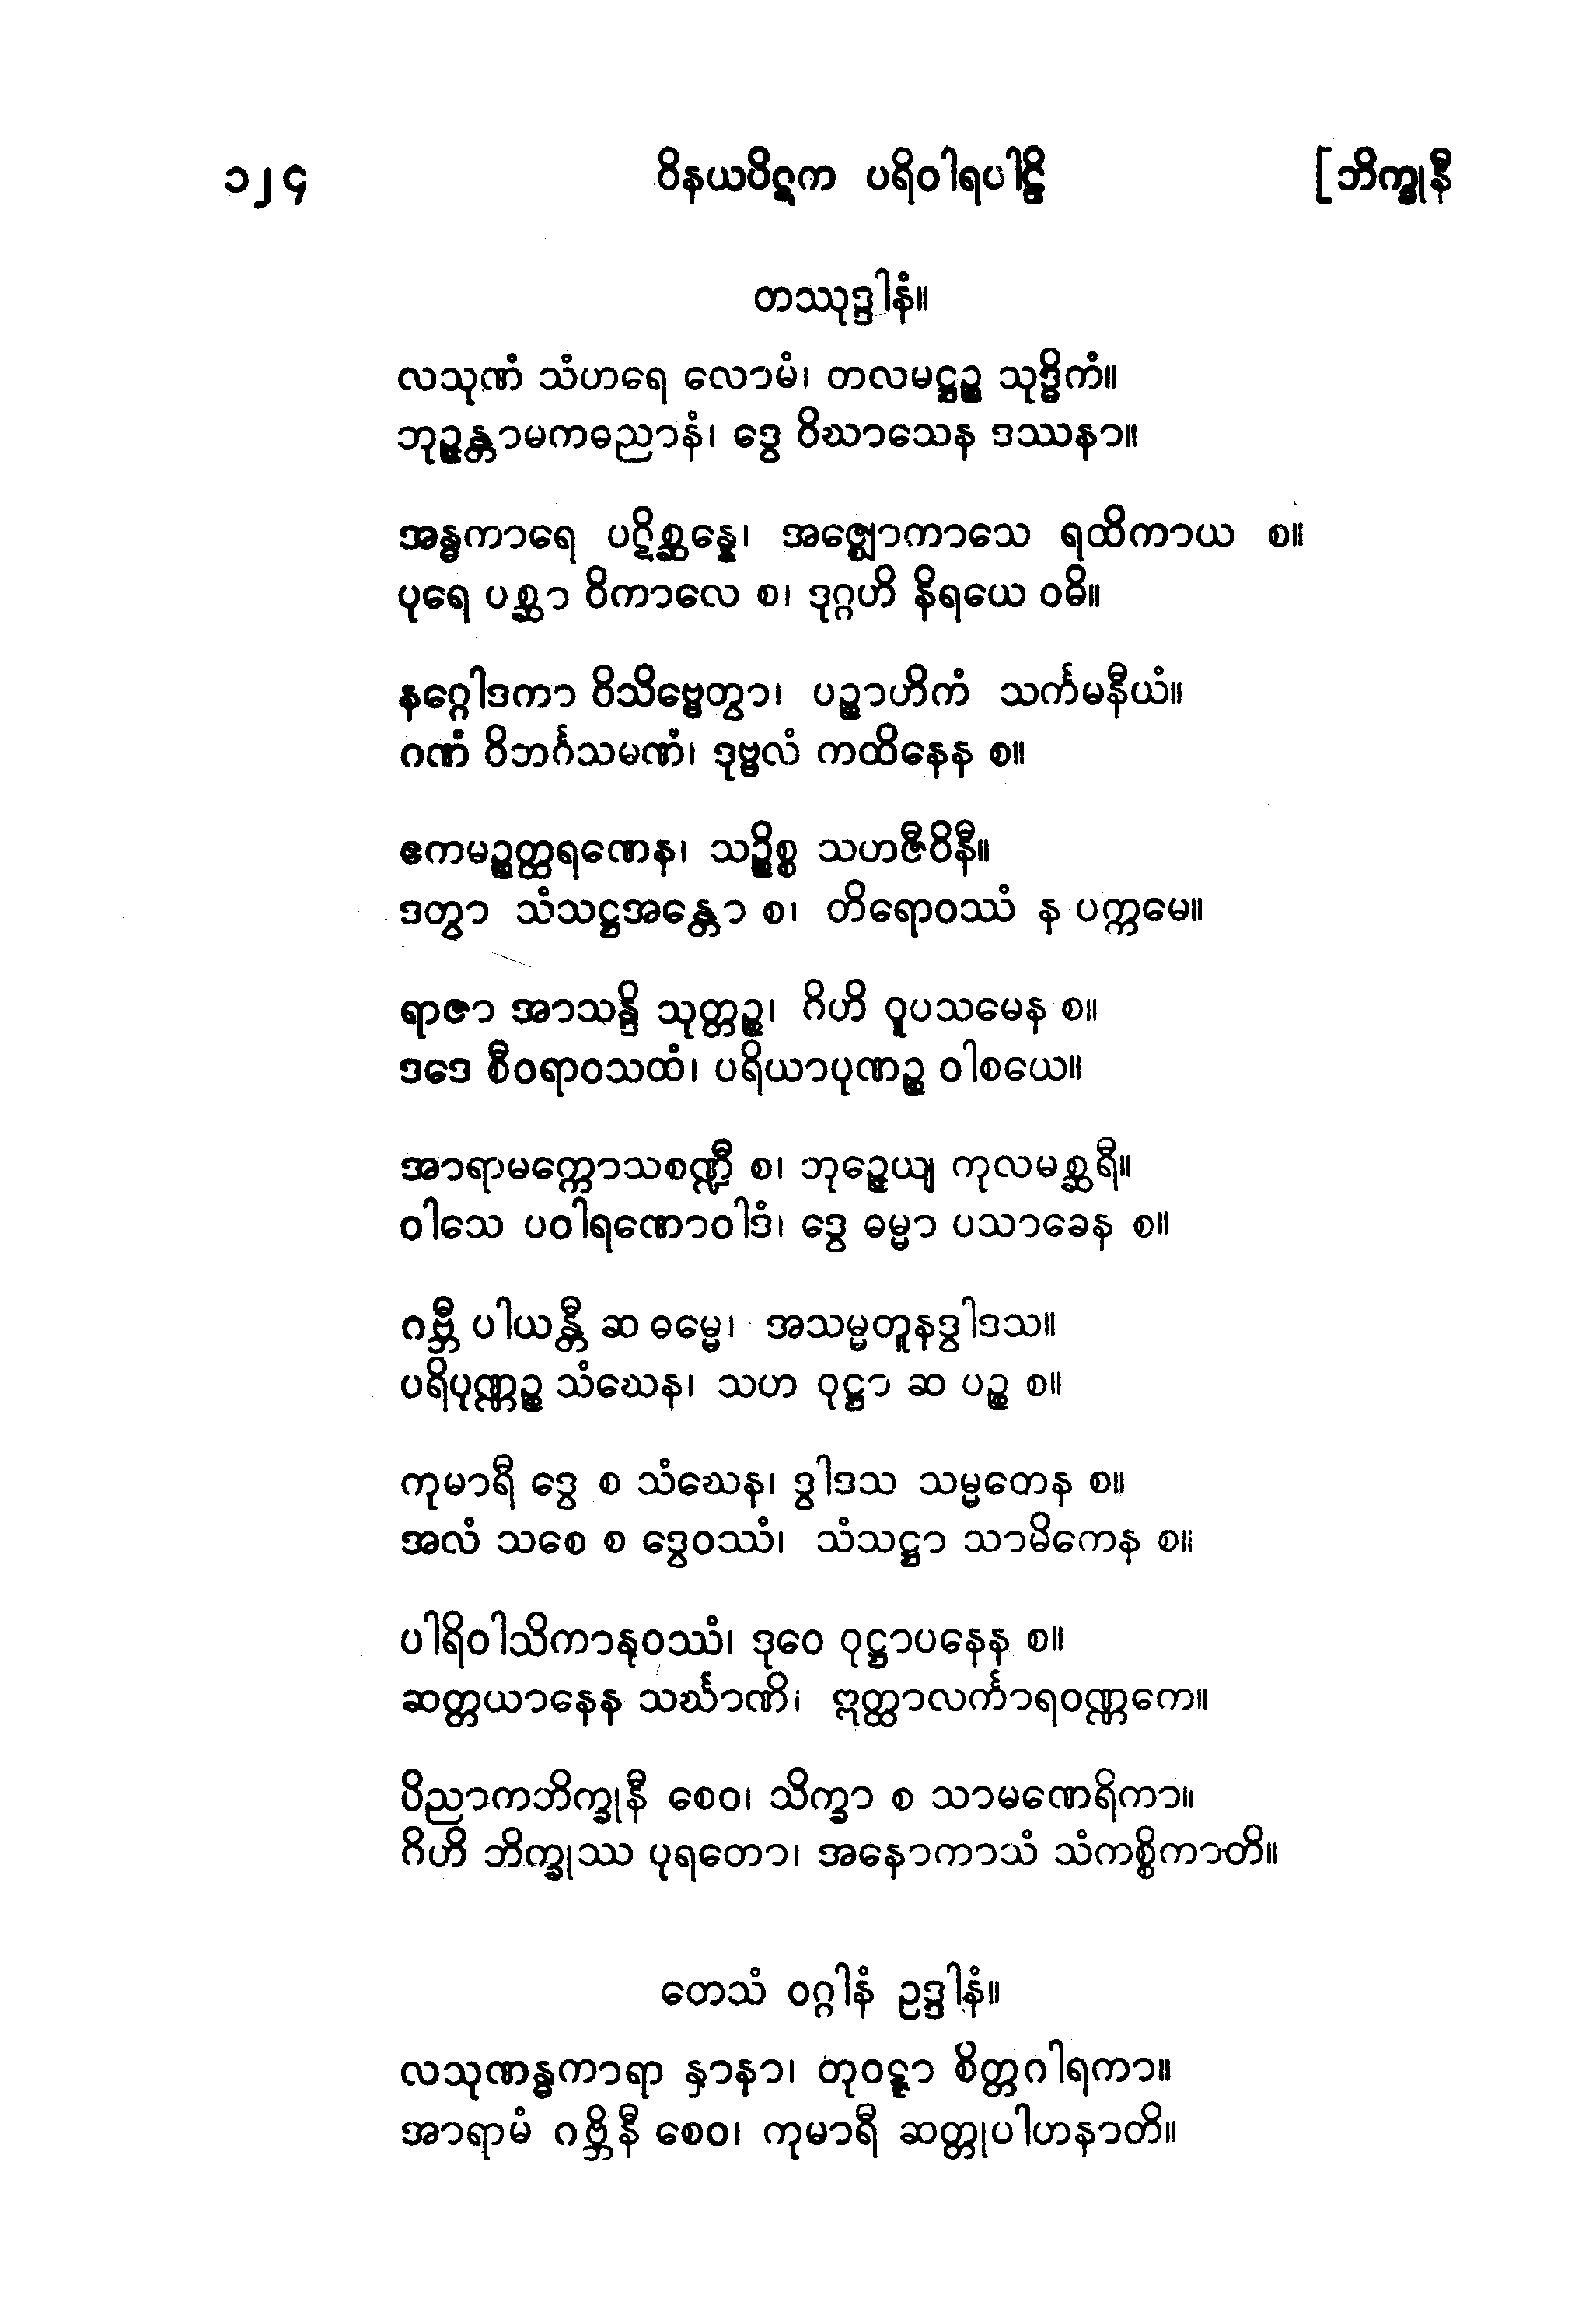 ၁၂၄ ဝိနယပိဋက ပရိဝါရပါဠိ [ဘိက္ခုနီ
တဿုဒ္ဒါနံ။
လသုဏံ သံဟရေ လောမံ၊ တလမဋ္ဌဉ္စ သုဒ္ဓိကံ။
ဘုဉ္ဇန္တာမကဓညာနံ၊ ဒွေ ဝိဃာသေန ဒဿနာ။
အန္ဓကာရေ ပဋိစ္ဆန္နေ၊ အဇ္ဈောကာသေ ရထိကာယ စ။
ပုရေ ပစ္ဆာ ဝိကာလေ စ၊ ဒုဂ္ဂဟိ နိရယေ ဝဓိ။
နဂ္ဂေါဒကာ ဝိသိဗ္ဗေတွာ၊ ပဉ္စာဟိကံ သင်္ကမနီယံ။
ဂဏံ ဝိဘင်္ဂသမဏံ၊ ဒုဗ္ဗလံ ကထိနေန စ။
ဧကမဉ္စတ္ထရဏေန၊ သဉ္စိစ္စ သဟဇီဝိနီ။
ဒတွာ သံသဋ္ဌအန္တော စ၊ တိရောဝဿံ န ပက္ကမေ။
ရာဇာ အာသန္ဒိ သုတ္တဉ္စ၊ ဂိဟိ ဝူပသမေန စ။
ဒဒေ စီဝရာဝသထံ၊ ပရိယာပုဏဉ္စ ဝါစယေ။
အာရာမက္ကောသစဏ္ဍီ စ၊ ဘုဉ္ဇေယျ ကုလမစ္ဆရီ။
ဝါသေ ပဝါရဏောဝါဒံ၊ ဒွေ ဓမ္မာ ပသာခေန စ။
ဂဗ္ဘီ ပါယန္တီ ဆ ဓမ္မေ၊ အသမ္မတူနဒွါဒသ။
ပရိပုဏ္ဏဉ္စ သံဃေန၊ သဟ ဝုဋ္ဌာ ဆ ပဉ္စ စ။
ကုမာရီ ဒွေ စ သံဃေန၊ ဒွါဒသ သမ္မတေန စ။
အလံ သစေ စ ဒွေဝဿံ၊ သံသဋ္ဌာ သာမိကေန စ။
ပါရိဝါသိကာနုဝဿံ၊ ဒုဝေ ဝုဋ္ဌာပနေန စ။
ဆတ္တယာနေန သင်္ဃာဏိ၊ ဣတ္ထာလင်္ကာရဝဏ္ဏကေ။
ပိညာကဘိက္ခုနီ စေဝ၊ သိက္ခာ စ သာမဏေရိကာ။
ဂိဟိ ဘိက္ခုဿ ပုရတော၊ အနောကာသံ သံကစ္စိကာတိ။
တေသံ ဝဂ္ဂါနံ ဥဒ္ဒါနံ။
လသုဏန္ဓကာရာ နှာနာ၊ တုဝဋ္ဋာ စိတ္တဂါရကာ။
အာရာမံ ဂဗ္ဘိနီ စေဝ၊ ကုမာရီ ဆတ္တုပါဟနာတိ။